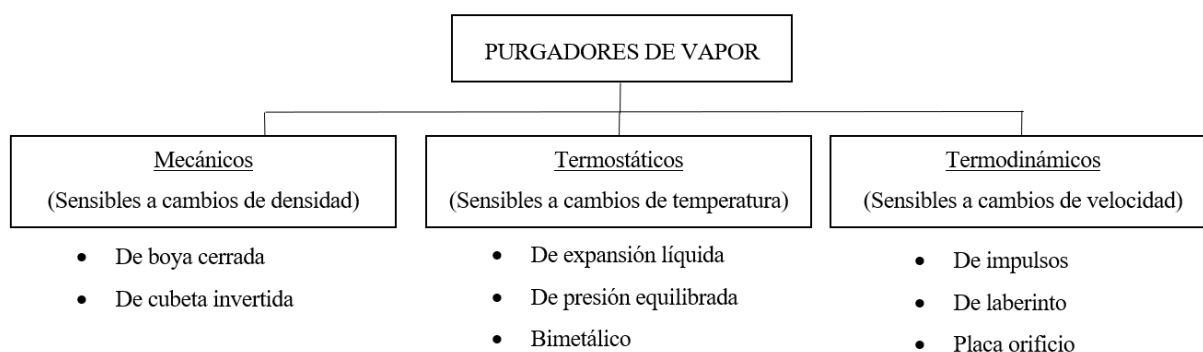 PURGADORES DE VAPOR
Mecánicos
(Sensibles a cambios de densidad)
• De boya cerrada
• De cubeta invertida
Termostáticos
(Sensibles a cambios de temperatura)
• De expansión líquida
• De presión equilibrada
• Bimetálico
Termodinámicos
(Sensibles a cambios de velocidad)
• De impulsos
• De laberinto
• Placa orificio